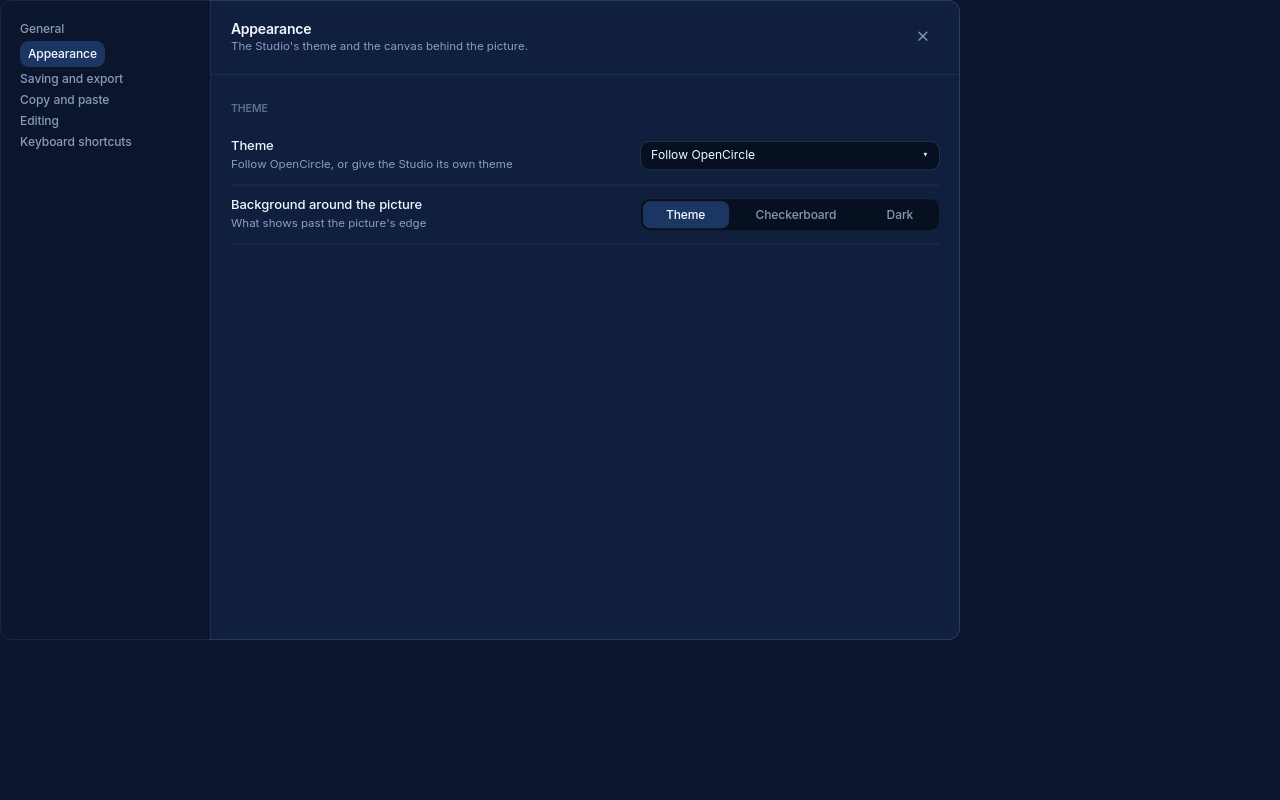 General
Appearance
Saving and export
Copy and paste
Editing
Keyboard shortcuts
Appearance
The Studio's theme and the canvas behind the picture.
THEME
Theme
Follow OpenCircle, or give the Studio its own theme
Follow OpenCircle
Background around the picture
What shows past the picture's edge
Theme Checkerboard Dark